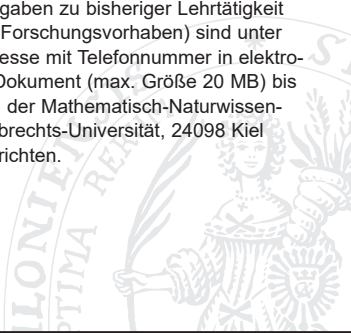 gaben zu bisheriger Lehrtätigkeit
Forschungsvorhaben) sind unter
esse mit Telefonnummer in elektro-
Dokument (max. Größe 20 MB) bis
der Mathematisch-Naturwissen-
brechts-Universität, 24098 Kiel
richten.